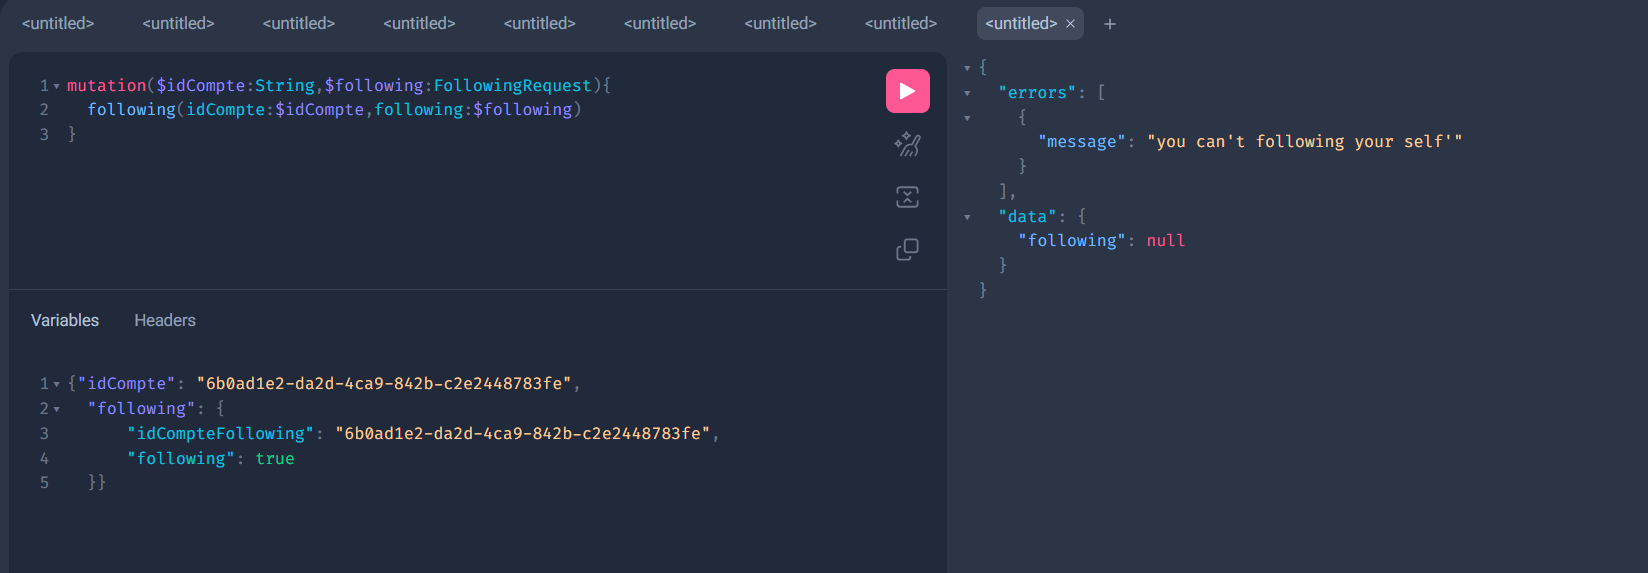 <untitled> <untitled> <untitled> <untitled> <untitled> <untitled> <untitled> <untitled> <untitled> × +
1 mutation($idCompte:String,$following:FollowingRequest){
2 following(idCompte:$idCompte,following:$following)
3 }
Variables Headers
1 {"idCompte": "6b0ad1e2-da2d-4ca9-842b-c2e2448783fe",
2 "following": {
3 "idCompteFollowing": "6b0ad1e2-da2d-4ca9-842b-c2e2448783fe",
4 "following": true
5 }}
{
"errors": [
{
"message": "you can't following your self'"
}
],
"data": {
"following": null
}
}